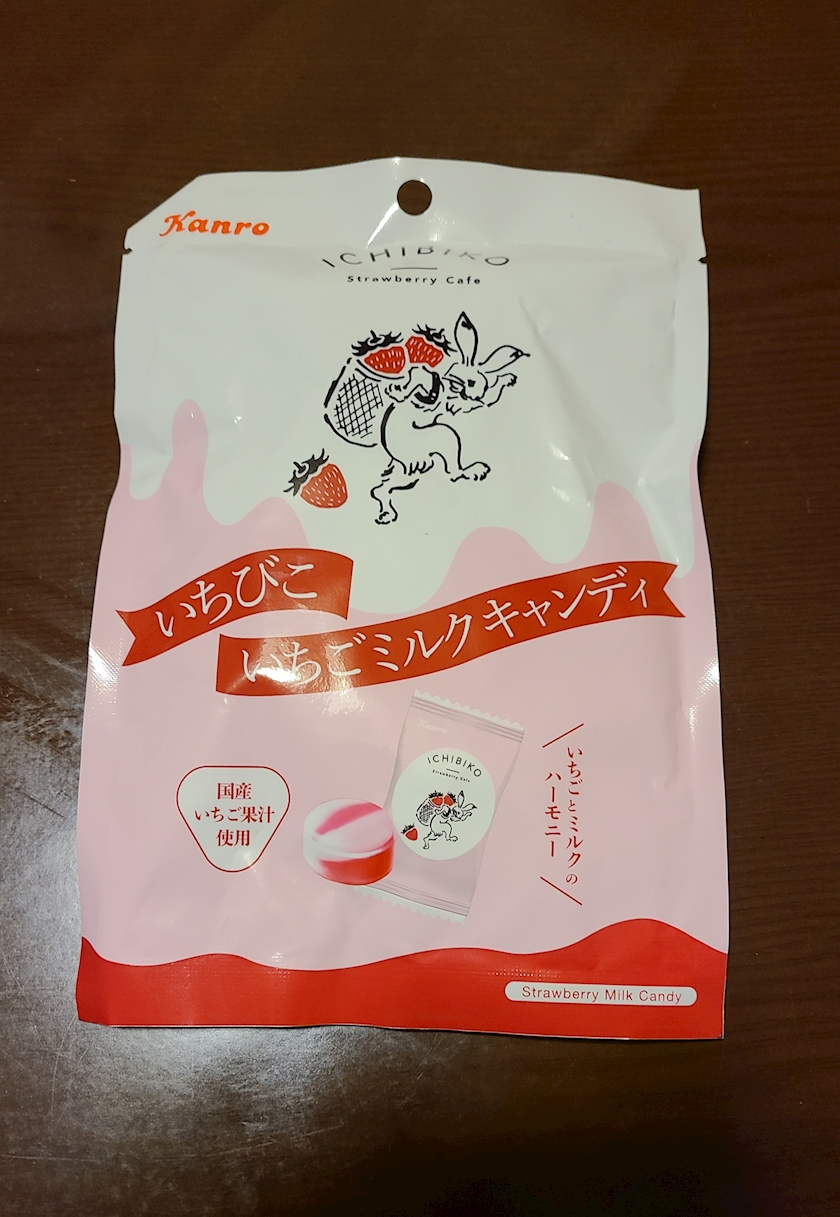 Kanro
ICHIBIKO
Strawberry Cafe
いちびこ
いちごミルクキャンディ
Kanro
ICHIBIKO
Strawberry Cafe
国産
いちご果汁
使用
いちごとミルクの
ハーモニー
Strawberry Milk Candy